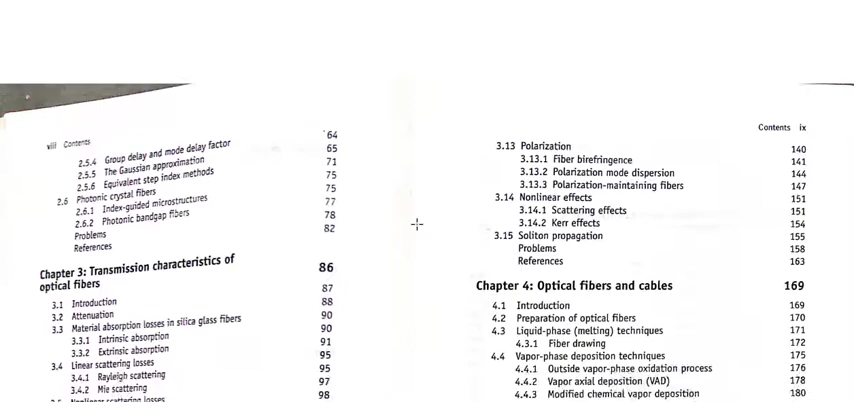 viii Contents
2.5.4 Group delay and mode delay factor 64
2.5.5 The Gaussian approximation 65
2.5.6 Equivalent step index methods 71
2.6 Photonic crystal fibers 75
2.6.1 Index-guided microstructures 75
2.6.2 Photonic bandgap fibers 77
Problems 78
References 82
Chapter 3: Transmission characteristics of
optical fibers 86
3.1 Introduction 87
3.2 Attenuation 88
3.3 Material absorption losses in silica glass fibers 90
3.3.1 Intrinsic absorption 90
3.3.2 Extrinsic absorption 91
3.4 Linear scattering losses 95
3.4.1 Rayleigh scattering 95
3.4.2 Mie scattering 97
3.5 Nonlinear scattering losses 98
Contents ix
3.13 Polarization 140
3.13.1 Fiber birefringence 141
3.13.2 Polarization mode dispersion 144
3.13.3 Polarization-maintaining fibers 147
3.14 Nonlinear effects 151
3.14.1 Scattering effects 151
3.14.2 Kerr effects 154
3.15 Soliton propagation 155
Problems 158
References 163
Chapter 4: Optical fibers and cables 169
4.1 Introduction 169
4.2 Preparation of optical fibers 170
4.3 Liquid-phase (melting) techniques 171
4.3.1 Fiber drawing 172
4.4 Vapor-phase deposition techniques 175
4.4.1 Outside vapor-phase oxidation process 176
4.4.2 Vapor axial deposition (VAD) 178
4.4.3 Modified chemical vapor deposition 180